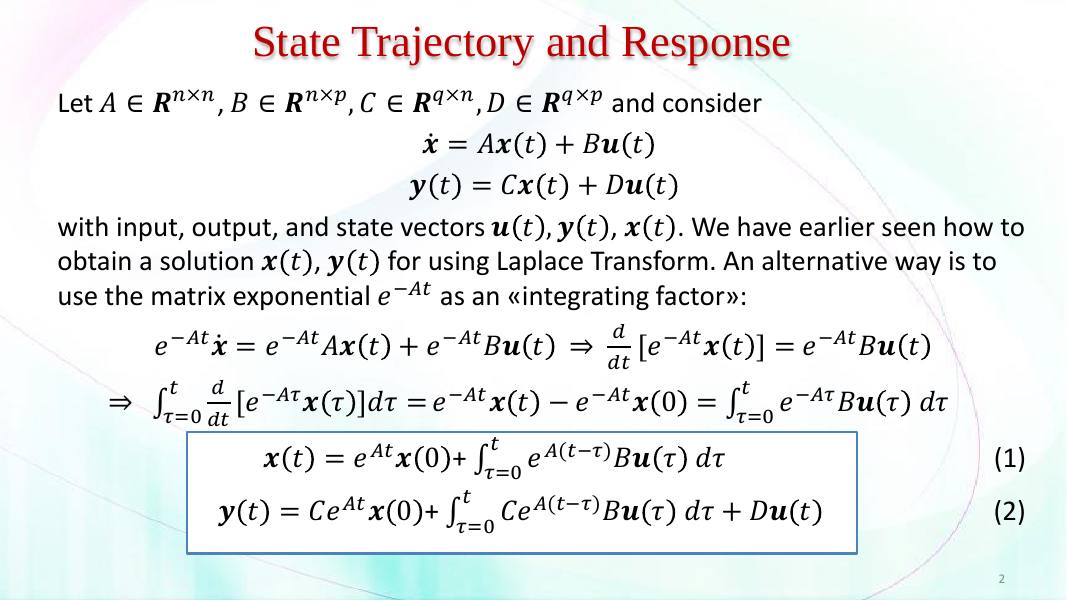 State Trajectory and Response
Let 𝐴 ∈ 𝑹ⁿˣⁿ, 𝐵 ∈ 𝑹ⁿˣᵖ, 𝐶 ∈ 𝑹^{𝑞×𝑛}, 𝐷 ∈ 𝑹^{𝑞×𝑝} and consider
𝒙̇ = 𝐴𝒙(𝑡) + 𝐵𝒖(𝑡)
𝒚(𝑡) = 𝐶𝒙(𝑡) + 𝐷𝒖(𝑡)
with input, output, and state vectors 𝒖(𝑡), 𝒚(𝑡), 𝒙(𝑡). We have earlier seen how to
obtain a solution 𝒙(𝑡), 𝒚(𝑡) for using Laplace Transform. An alternative way is to
use the matrix exponential 𝑒^{−𝐴𝑡} as an «integrating factor»:
𝑒^{−𝐴𝑡}𝒙̇ = 𝑒^{−𝐴𝑡}𝐴𝒙(𝑡) + 𝑒^{−𝐴𝑡}𝐵𝒖(𝑡) ⇒ 𝑑/𝑑𝑡 [𝑒^{−𝐴𝑡}𝒙(𝑡)] = 𝑒^{−𝐴𝑡}𝐵𝒖(𝑡)
⇒ ∫_{𝜏=0}^{𝑡} 𝑑/𝑑𝑡 [𝑒^{−𝐴𝜏}𝒙(𝜏)]𝑑𝜏 = 𝑒^{−𝐴𝑡}𝒙(𝑡) − 𝑒^{−𝐴𝑡}𝒙(0) = ∫_{𝜏=0}^{𝑡} 𝑒^{−𝐴𝜏}𝐵𝒖(𝜏) 𝑑𝜏
𝒙(𝑡) = 𝑒^{𝐴𝑡}𝒙(0)+ ∫_{𝜏=0}^{𝑡} 𝑒^{𝐴(𝑡−𝜏)}𝐵𝒖(𝜏) 𝑑𝜏 (1)
𝒚(𝑡) = 𝐶𝑒^{𝐴𝑡}𝒙(0)+ ∫_{𝜏=0}^{𝑡} 𝐶𝑒^{𝐴(𝑡−𝜏)}𝐵𝒖(𝜏) 𝑑𝜏 + 𝐷𝒖(𝑡) (2)
2